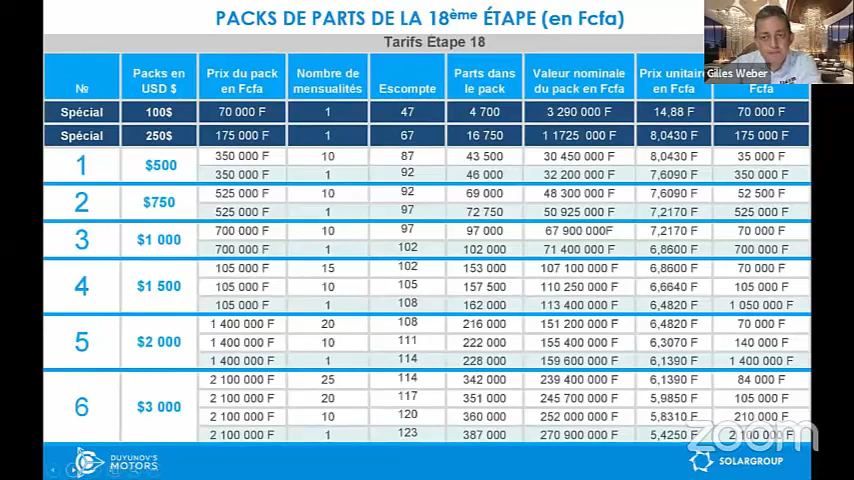 PACKS DE PARTS DE LA 18ème ÉTAPE (en Fcfa)
Tarifs Étape 18
Gilles Weber
№ Packs en USD $ Prix du pack en Fcfa Nombre de mensualités Escompte Parts dans le pack Valeur nominale du pack en Fcfa Prix unitaire en Fcfa Fcfa
Spécial 100$ 70 000 F 1 47 4 700 3 290 000 F 14,88 F 70 000 F
Spécial 250$ 175 000 F 1 67 16 750 1 1725 000 F 8,0430 F 175 000 F
1 $500 350 000 F 10 87 43 500 30 450 000 F 8,0430 F 35 000 F
350 000 F 1 92 46 000 32 200 000 F 7,6090 F 350 000 F
2 $750 525 000 F 10 92 69 000 48 300 000 F 7,6090 F 52 500 F
525 000 F 1 97 72 750 50 925 000 F 7,2170 F 525 000 F
3 $1 000 700 000 F 10 97 97 000 67 900 000F 7,2170 F 70 000 F
700 000 F 1 102 102 000 71 400 000 F 6,8600 F 700 000 F
4 $1 500 105 000 F 15 102 153 000 107 100 000 F 6,8600 F 70 000 F
105 000 F 10 105 157 500 110 250 000 F 6,6640 F 105 000 F
105 000 F 1 108 162 000 113 400 000 F 6,4820 F 1 050 000 F
5 $2 000 1 400 000 F 20 108 216 000 151 200 000 F 6,4820 F 70 000 F
1 400 000 F 10 111 222 000 155 400 000 F 6,3070 F 140 000 F
1 400 000 F 1 114 228 000 159 600 000 F 6,1390 F 1 400 000 F
6 $3 000 2 100 000 F 25 114 342 000 239 400 000 F 6,1390 F 84 000 F
2 100 000 F 20 117 351 000 245 700 000 F 5,9850 F 105 000 F
2 100 000 F 10 120 360 000 252 000 000 F 5,8310 F 210 000 F
2 100 000 F 1 123 387 000 270 900 000 F 5,4250 F 2 100 000 F
zoom
DUYUNOV'S
MOTORS
SOLARGROUP